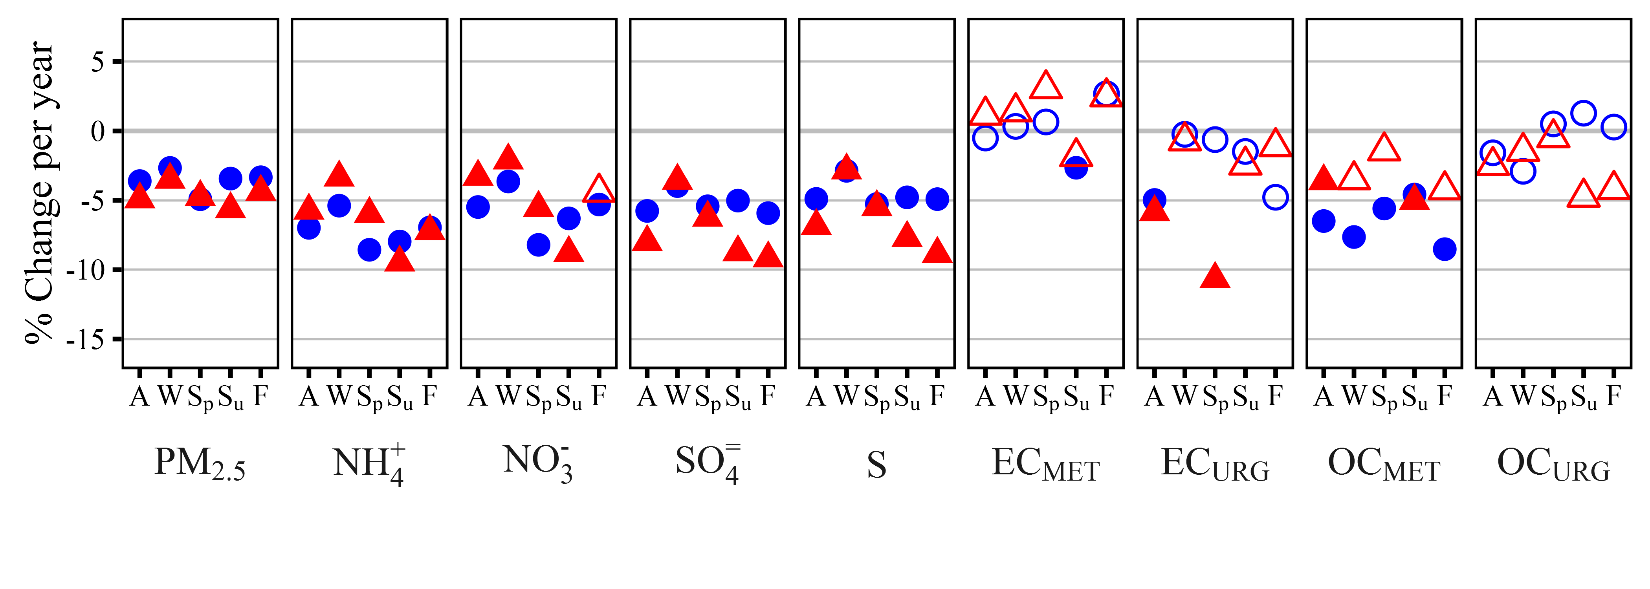 % Change per year
5
0
-5
-10
-15
A W Sp Su F A W Sp Su F A W Sp Su F A W Sp Su F A W Sp Su F A W Sp Su F A W Sp Su F A W Sp Su F A W Sp Su F
PM2.5 NH4+ NO3- SO4= S ECMET ECURG OCMET OCURG